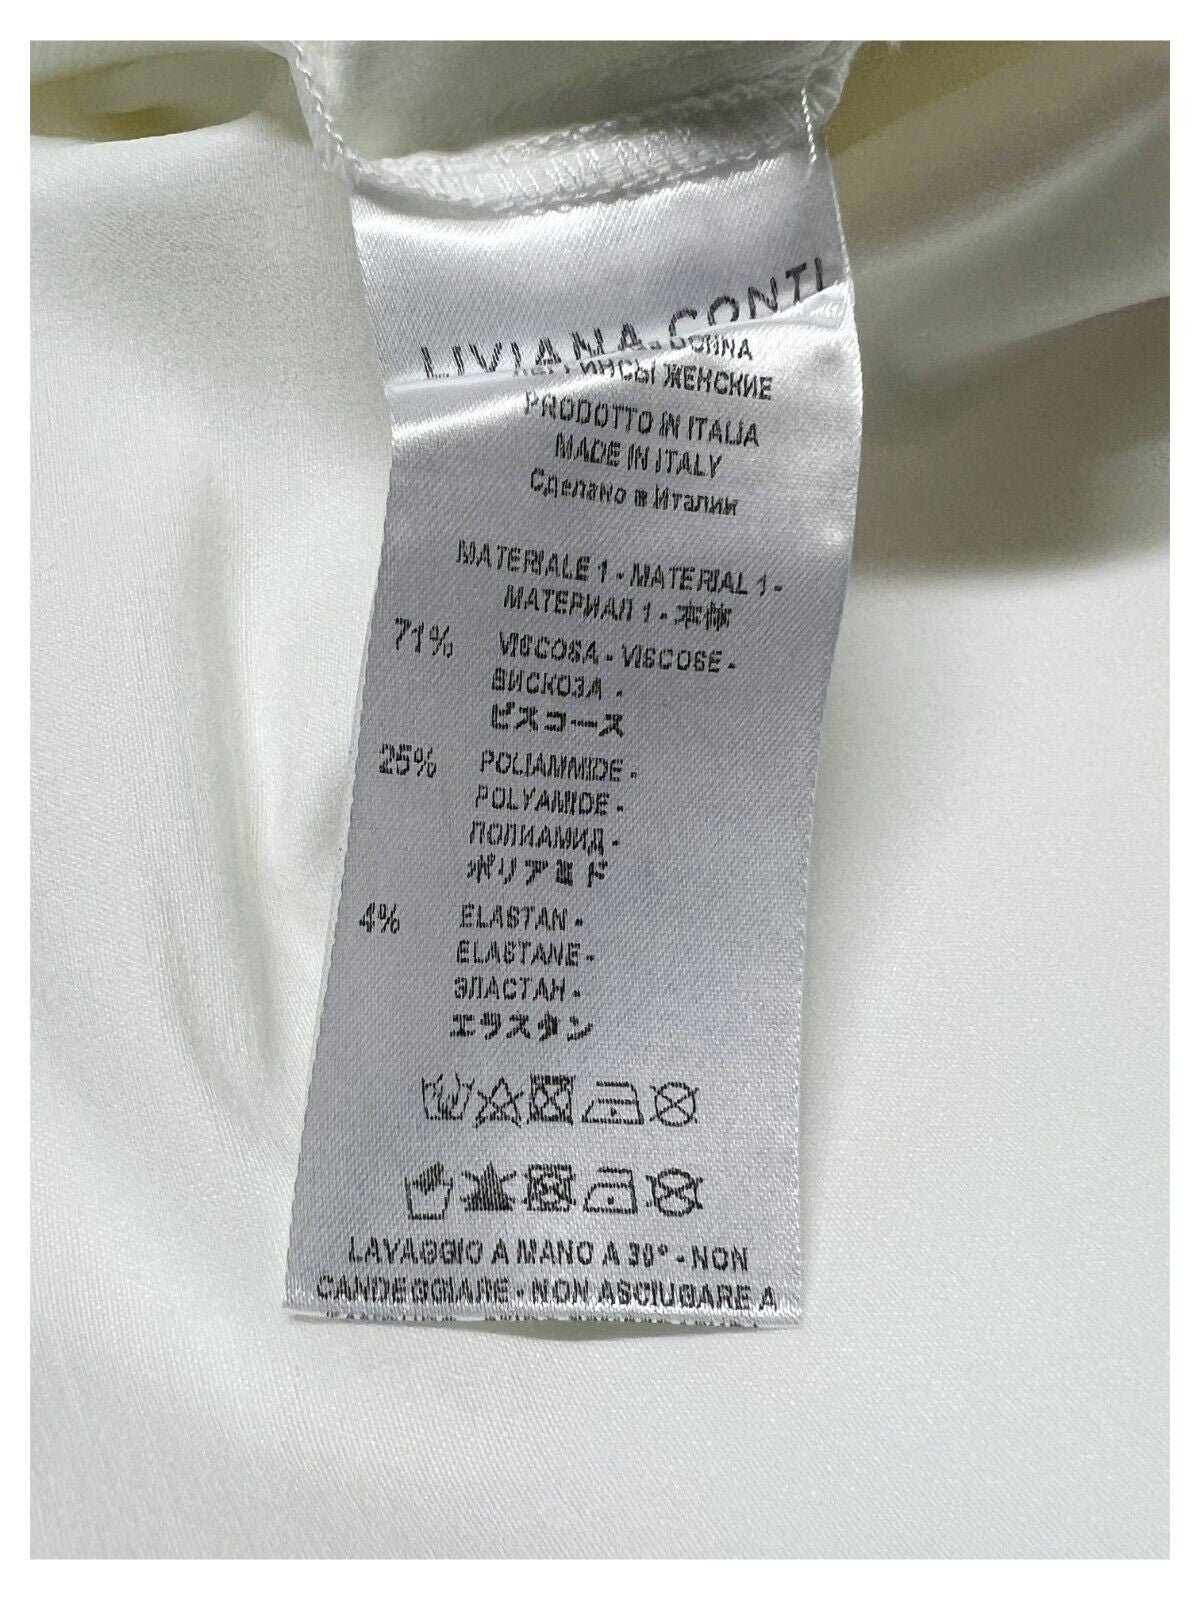 LIVIANA CONTI
DONNA
ЖЕНСКИЕ
PRODOTTO IN ITALIA
MADE IN ITALY
Сделано в Италии
MATERIALE 1 - MATERIAL 1 -
МАТЕРИАЛ 1 - 本体
71% VISCOSA - VISCOSE -
ВИСКОЗА -
ビスコース
25% POLIAMMIDE -
POLYAMIDE -
ПОЛИАМИД -
ポリアミド
4% ELASTAN -
ELASTANE -
ЭЛАСТАН -
エラスタン
LAVAGGIO A MANO A 30° - NON
CANDEGGIARE - NON ASCIUGARE A